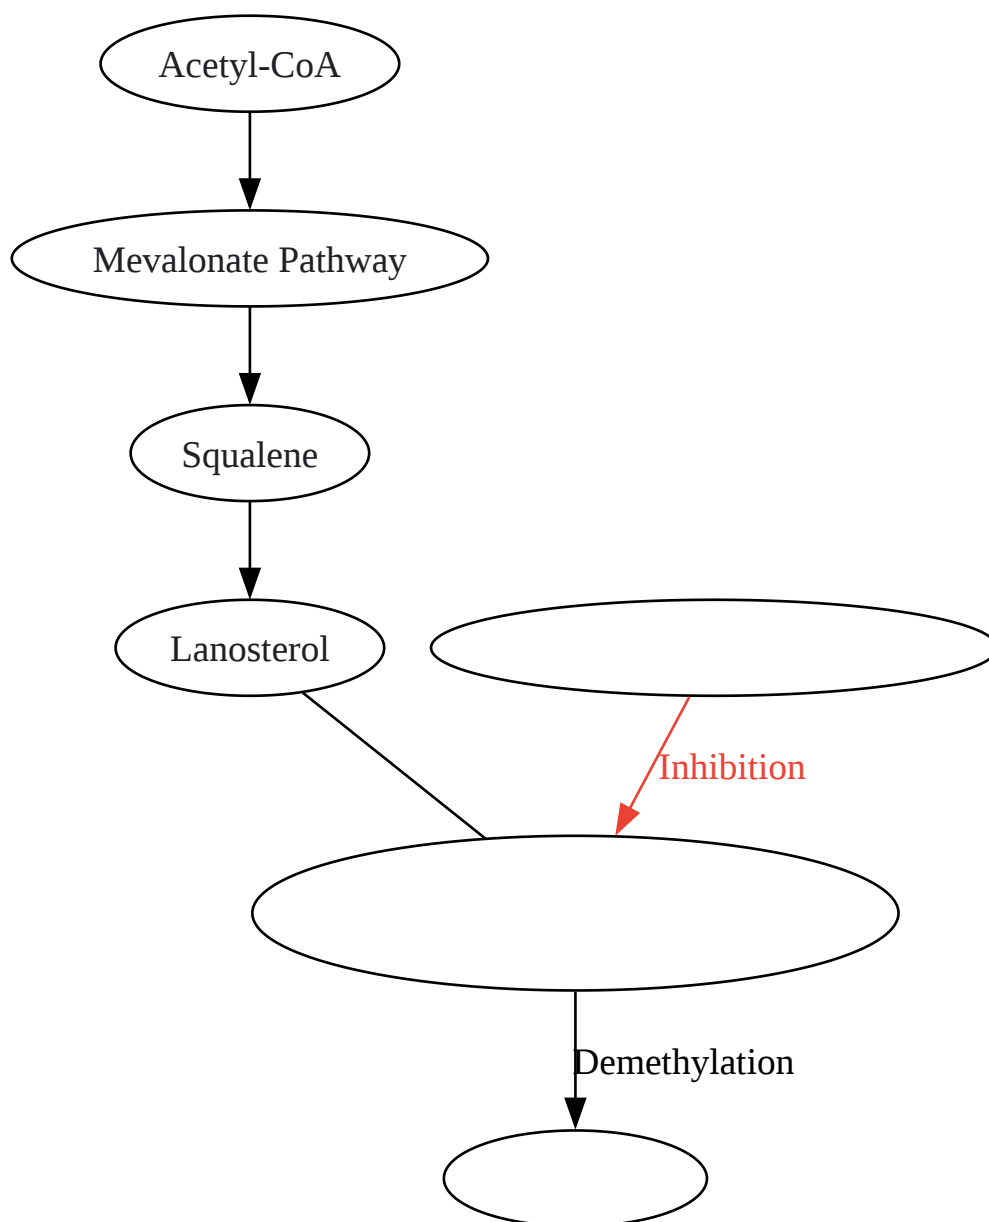 Acetyl-CoA
Mevalonate Pathway
Squalene
Lanosterol
Inhibition
Demethylation